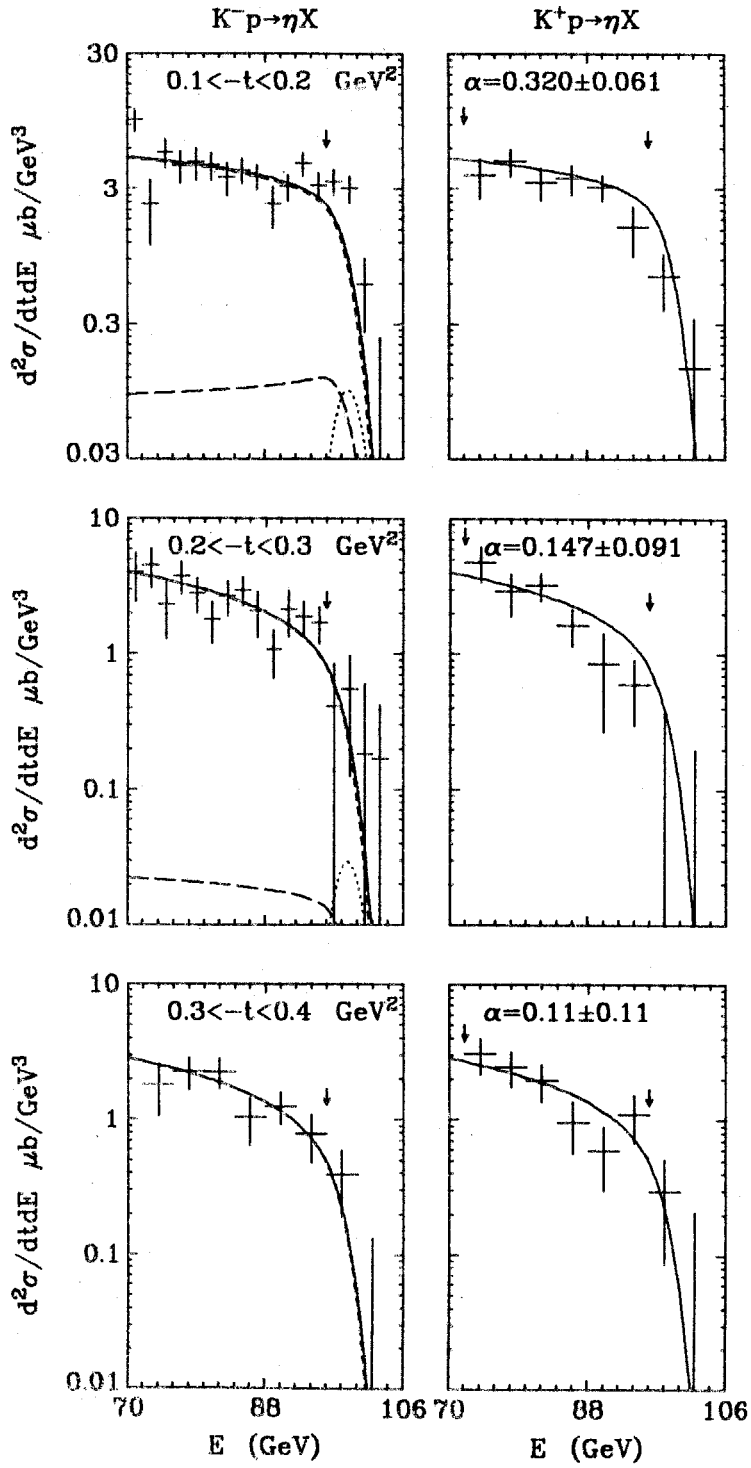 K⁻p→ηX
K⁺p→ηX
30
3
0.3
0.03
d²σ/dtdE μb/GeV³
0.1<-t<0.2 GeV²
α=0.320±0.061
10
1
0.1
0.01
d²σ/dtdE μb/GeV³
0.2<-t<0.3 GeV²
α=0.147±0.091
10
1
0.1
0.01
d²σ/dtdE μb/GeV³
0.3<-t<0.4 GeV²
α=0.11±0.11
70 88 106 70 88 106
E (GeV) E (GeV)